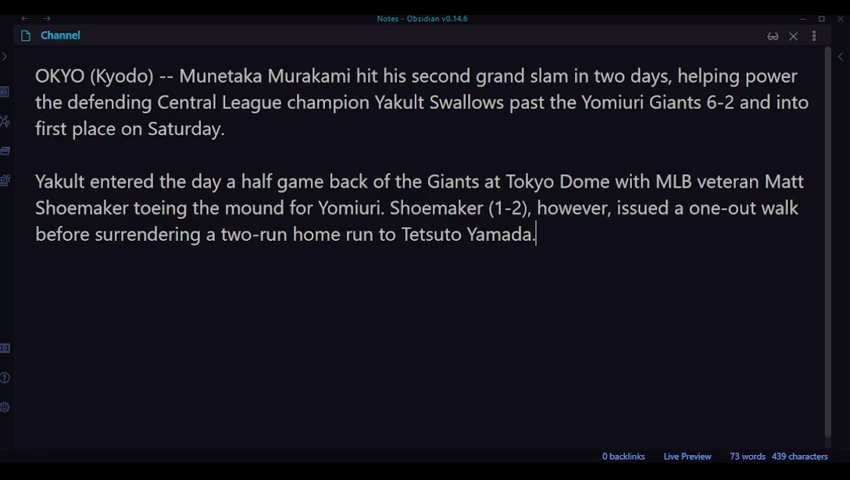 Notes - Obsidian v0.14.6
Channel
OKYO (Kyodo) -- Munetaka Murakami hit his second grand slam in two days, helping power
the defending Central League champion Yakult Swallows past the Yomiuri Giants 6-2 and into
first place on Saturday.
Yakult entered the day a half game back of the Giants at Tokyo Dome with MLB veteran Matt
Shoemaker toeing the mound for Yomiuri. Shoemaker (1-2), however, issued a one-out walk
before surrendering a two-run home run to Tetsuto Yamada.
0 backlinks Live Preview 73 words 439 characters